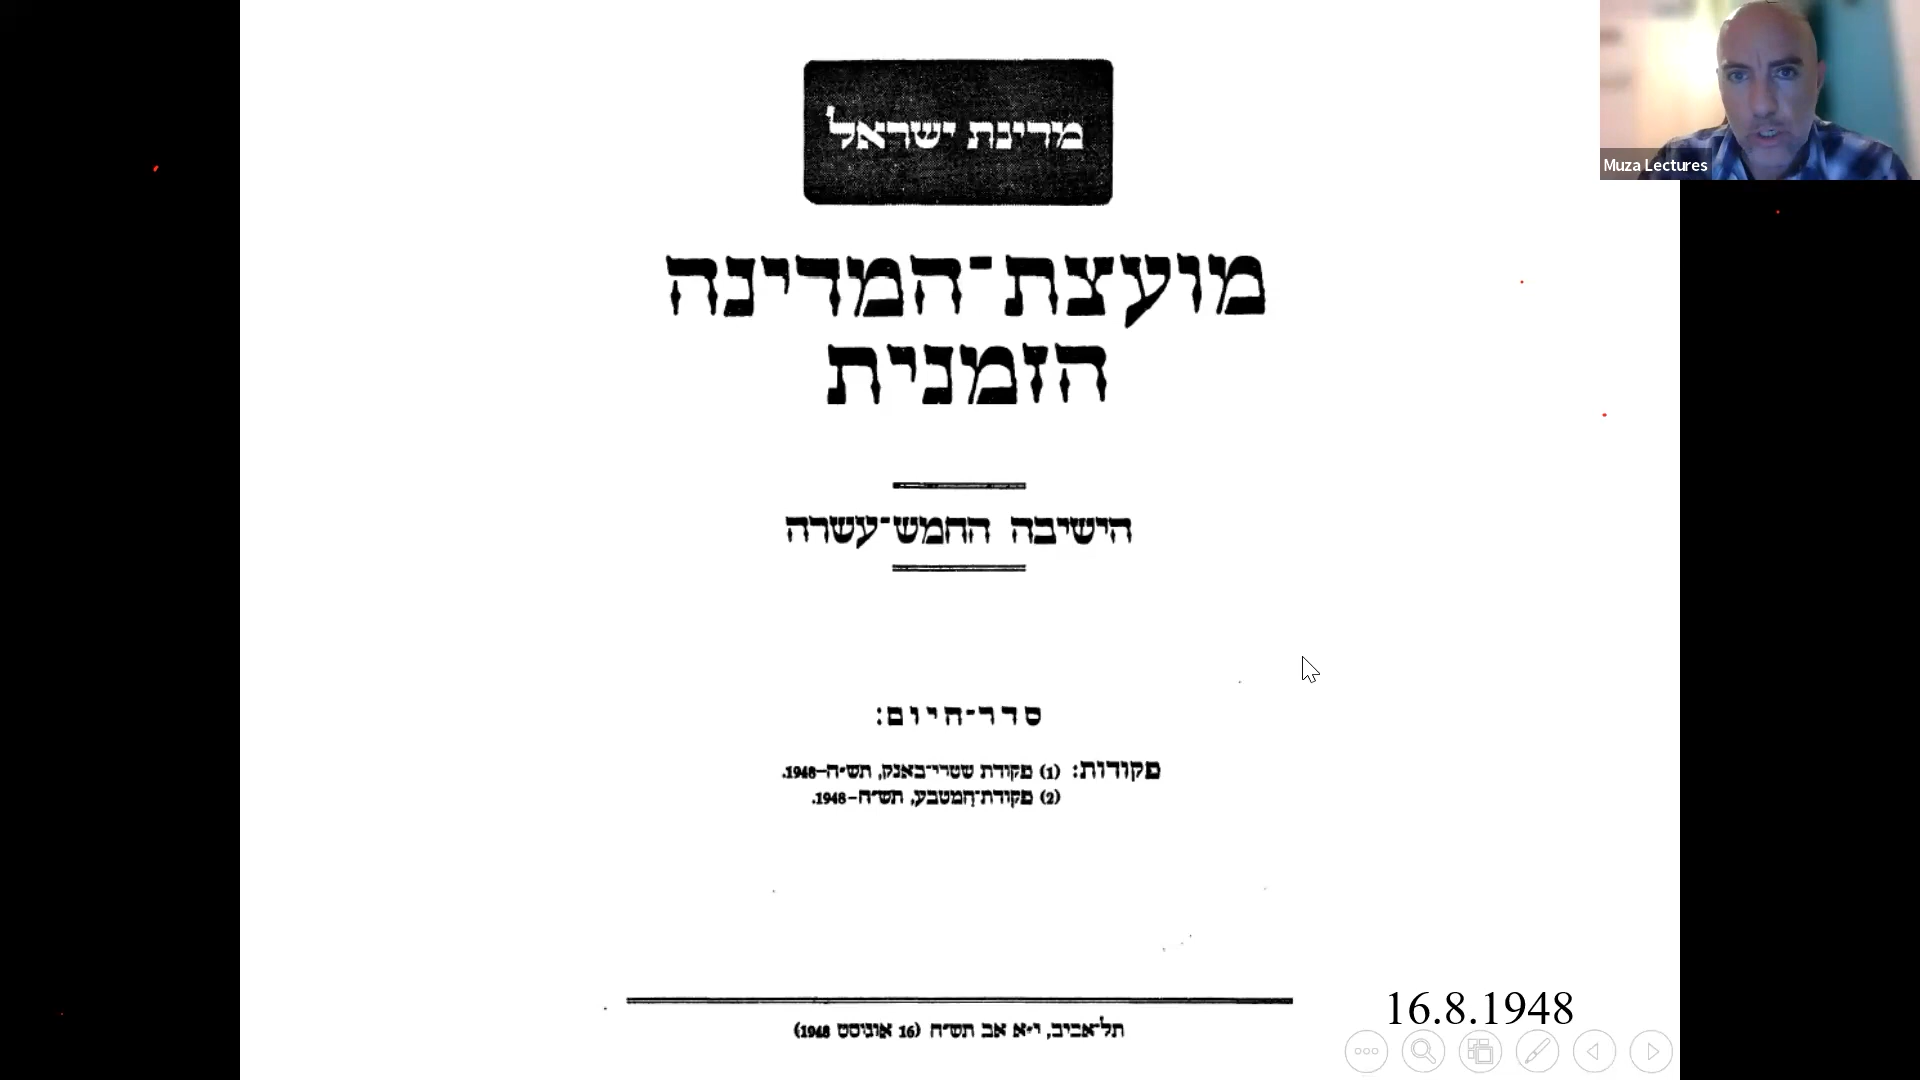 מדינת ישראל
מועצת־המדינה
הזמנית
הישיבה החמש־עשרה
סדר־היום:
פקודות: (1) פקודת שטרי־באנק, תש״ח–1948.
(2) פקודת־המטבע, תש״ח–1948.
תל־אביב, י״א אב תש״ח (16 אוגוסט 1948)
16.8.1948
Muza Lectures